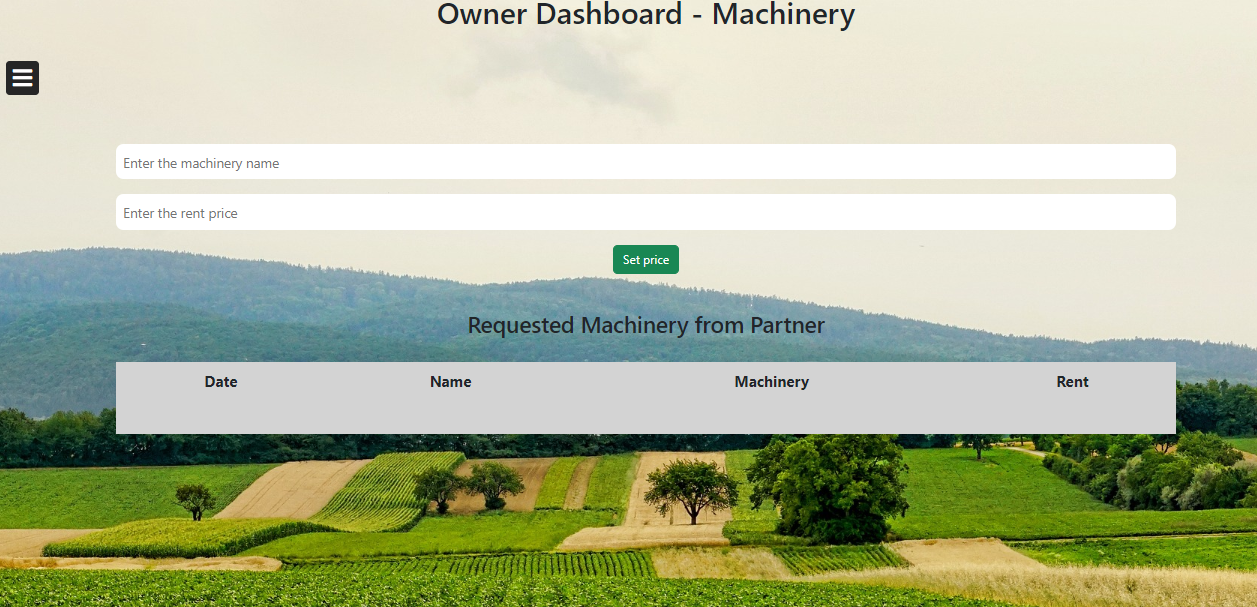 Owner Dashboard - Machinery
Enter the machinery name
Enter the rent price
Set price
Requested Machinery from Partner
Date Name Machinery Rent